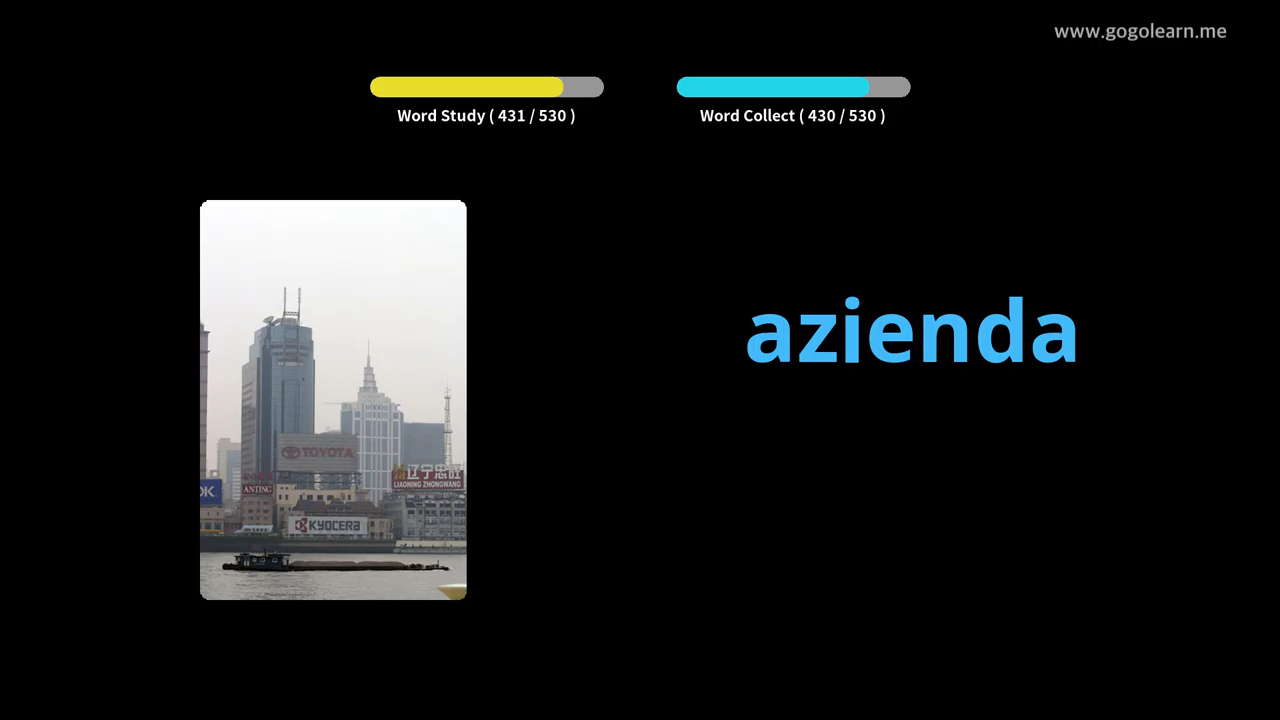 www.gogolearn.me
Word Study ( 431 / 530 )
Word Collect ( 430 / 530 )
azienda
TOYOTA
辽宁忠旺
LIAONING ZHONGWANG
OK
ANTING
KYOCERA